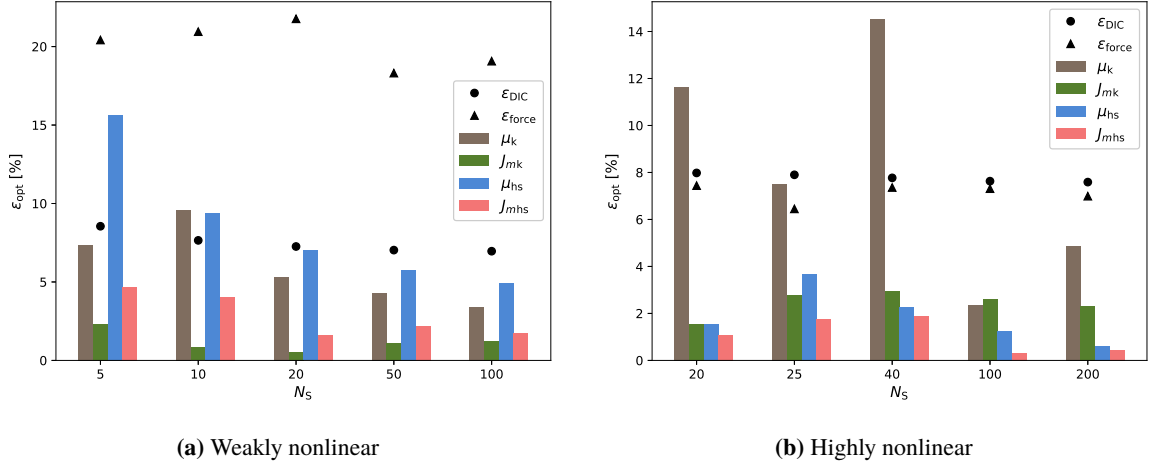 20
15
10
5
0
ε_opt [%]
5 10 20 50 100
N_S
ε_DIC
ε_force
μ_k
J_mk
μ_hs
J_mhs
(a) Weakly nonlinear
14
12
10
8
6
4
2
0
ε_opt [%]
20 25 40 100 200
N_S
ε_DIC
ε_force
μ_k
J_mk
μ_hs
J_mhs
(b) Highly nonlinear